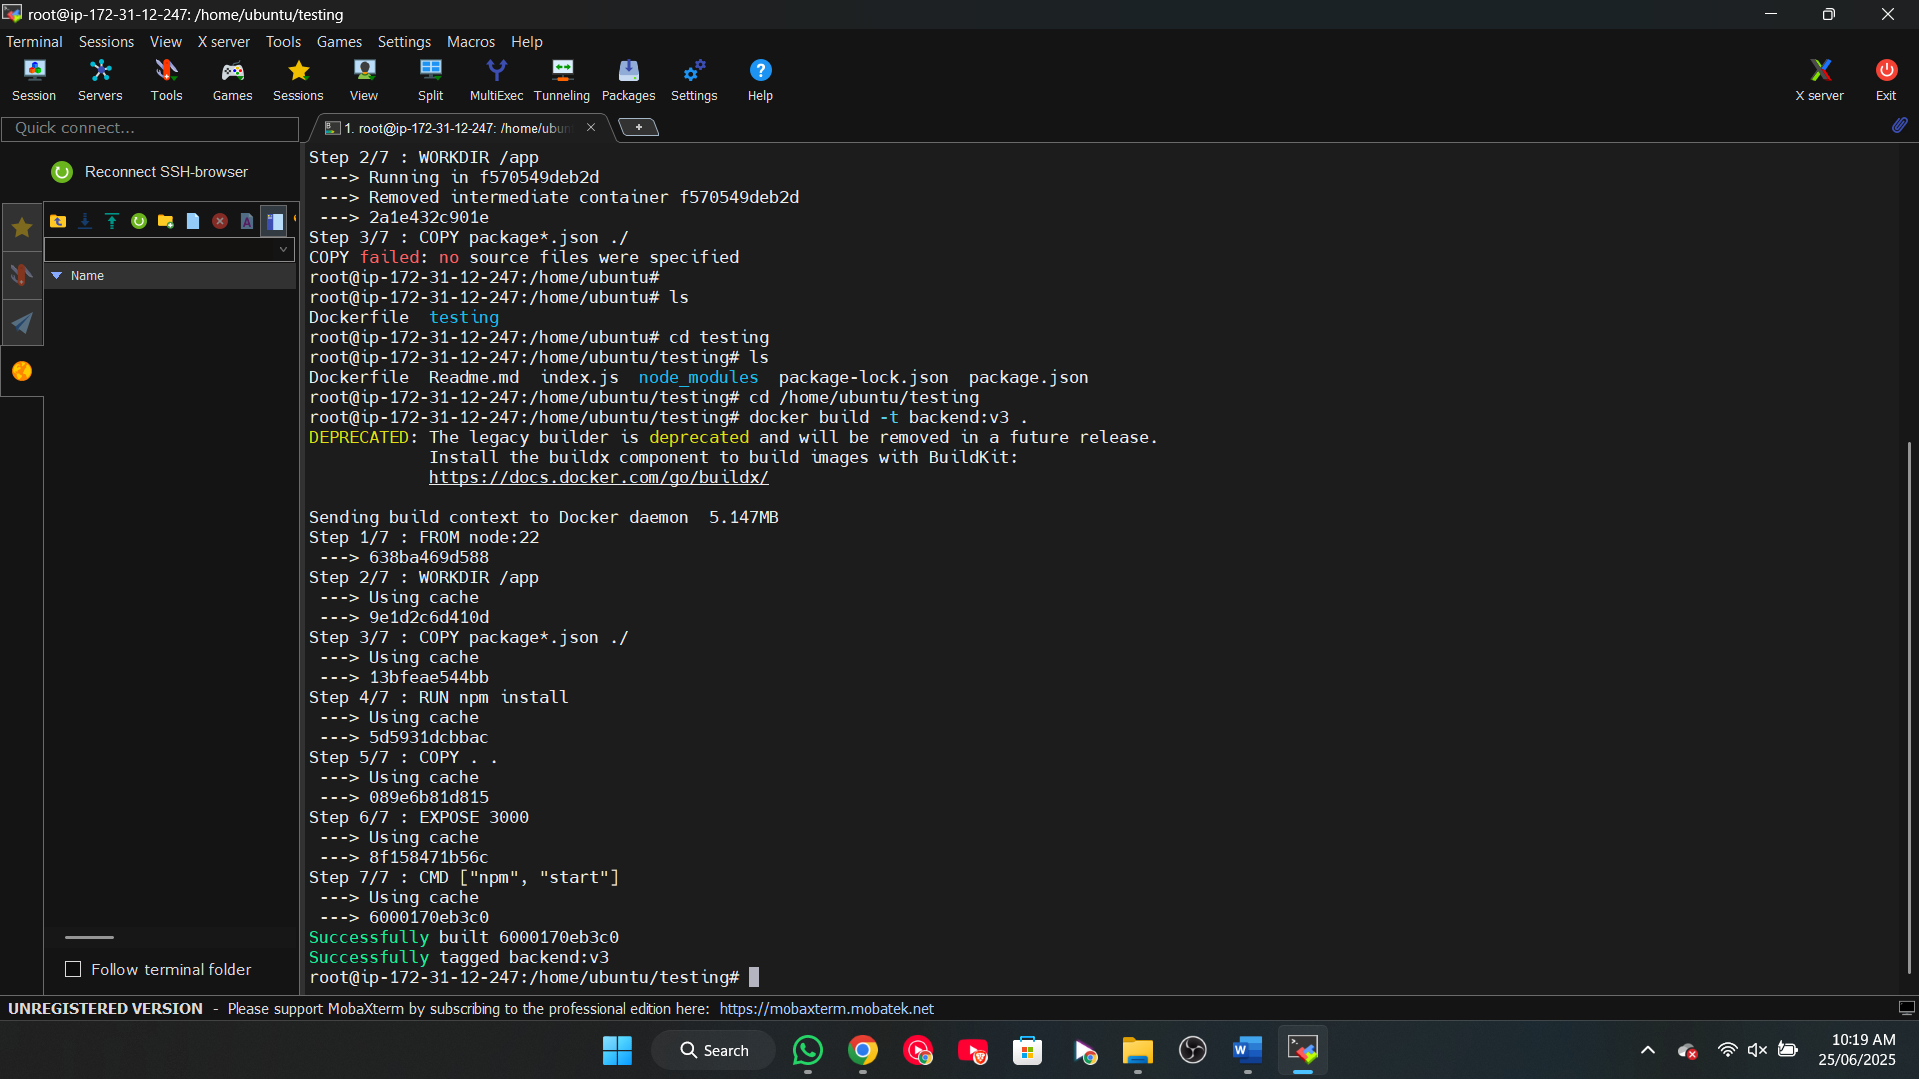 root@ip-172-31-12-247: /home/ubuntu/testing
Terminal Sessions View X server Tools Games Settings Macros Help
Session Servers Tools Games Sessions View Split MultiExec Tunneling Packages Settings Help X server Exit
Quick connect...
1. root@ip-172-31-12-247: /home/ubun
Reconnect SSH-browser
Name
Step 2/7 : WORKDIR /app
 ---> Running in f570549deb2d
 ---> Removed intermediate container f570549deb2d
 ---> 2a1e432c901e
Step 3/7 : COPY package*.json ./
COPY failed: no source files were specified
root@ip-172-31-12-247:/home/ubuntu#
root@ip-172-31-12-247:/home/ubuntu# ls
Dockerfile  testing
root@ip-172-31-12-247:/home/ubuntu# cd testing
root@ip-172-31-12-247:/home/ubuntu/testing# ls
Dockerfile  Readme.md  index.js  node_modules  package-lock.json  package.json
root@ip-172-31-12-247:/home/ubuntu/testing# cd /home/ubuntu/testing
root@ip-172-31-12-247:/home/ubuntu/testing# docker build -t backend:v3 .
DEPRECATED: The legacy builder is deprecated and will be removed in a future release.
            Install the buildx component to build images with BuildKit:
            https://docs.docker.com/go/buildx/
Sending build context to Docker daemon  5.147MB
Step 1/7 : FROM node:22
 ---> 638ba469d588
Step 2/7 : WORKDIR /app
 ---> Using cache
 ---> 9e1d2c6d410d
Step 3/7 : COPY package*.json ./
 ---> Using cache
 ---> 13bfeae544bb
Step 4/7 : RUN npm install
 ---> Using cache
 ---> 5d5931dcbbac
Step 5/7 : COPY . .
 ---> Using cache
 ---> 089e6b81d815
Step 6/7 : EXPOSE 3000
 ---> Using cache
 ---> 8f158471b56c
Step 7/7 : CMD ["npm", "start"]
 ---> Using cache
 ---> 6000170eb3c0
Successfully built 6000170eb3c0
Successfully tagged backend:v3
root@ip-172-31-12-247:/home/ubuntu/testing#
Follow terminal folder
UNREGISTERED VERSION - Please support MobaXterm by subscribing to the professional edition here: https://mobaxterm.mobatek.net
Search
10:19 AM
25/06/2025